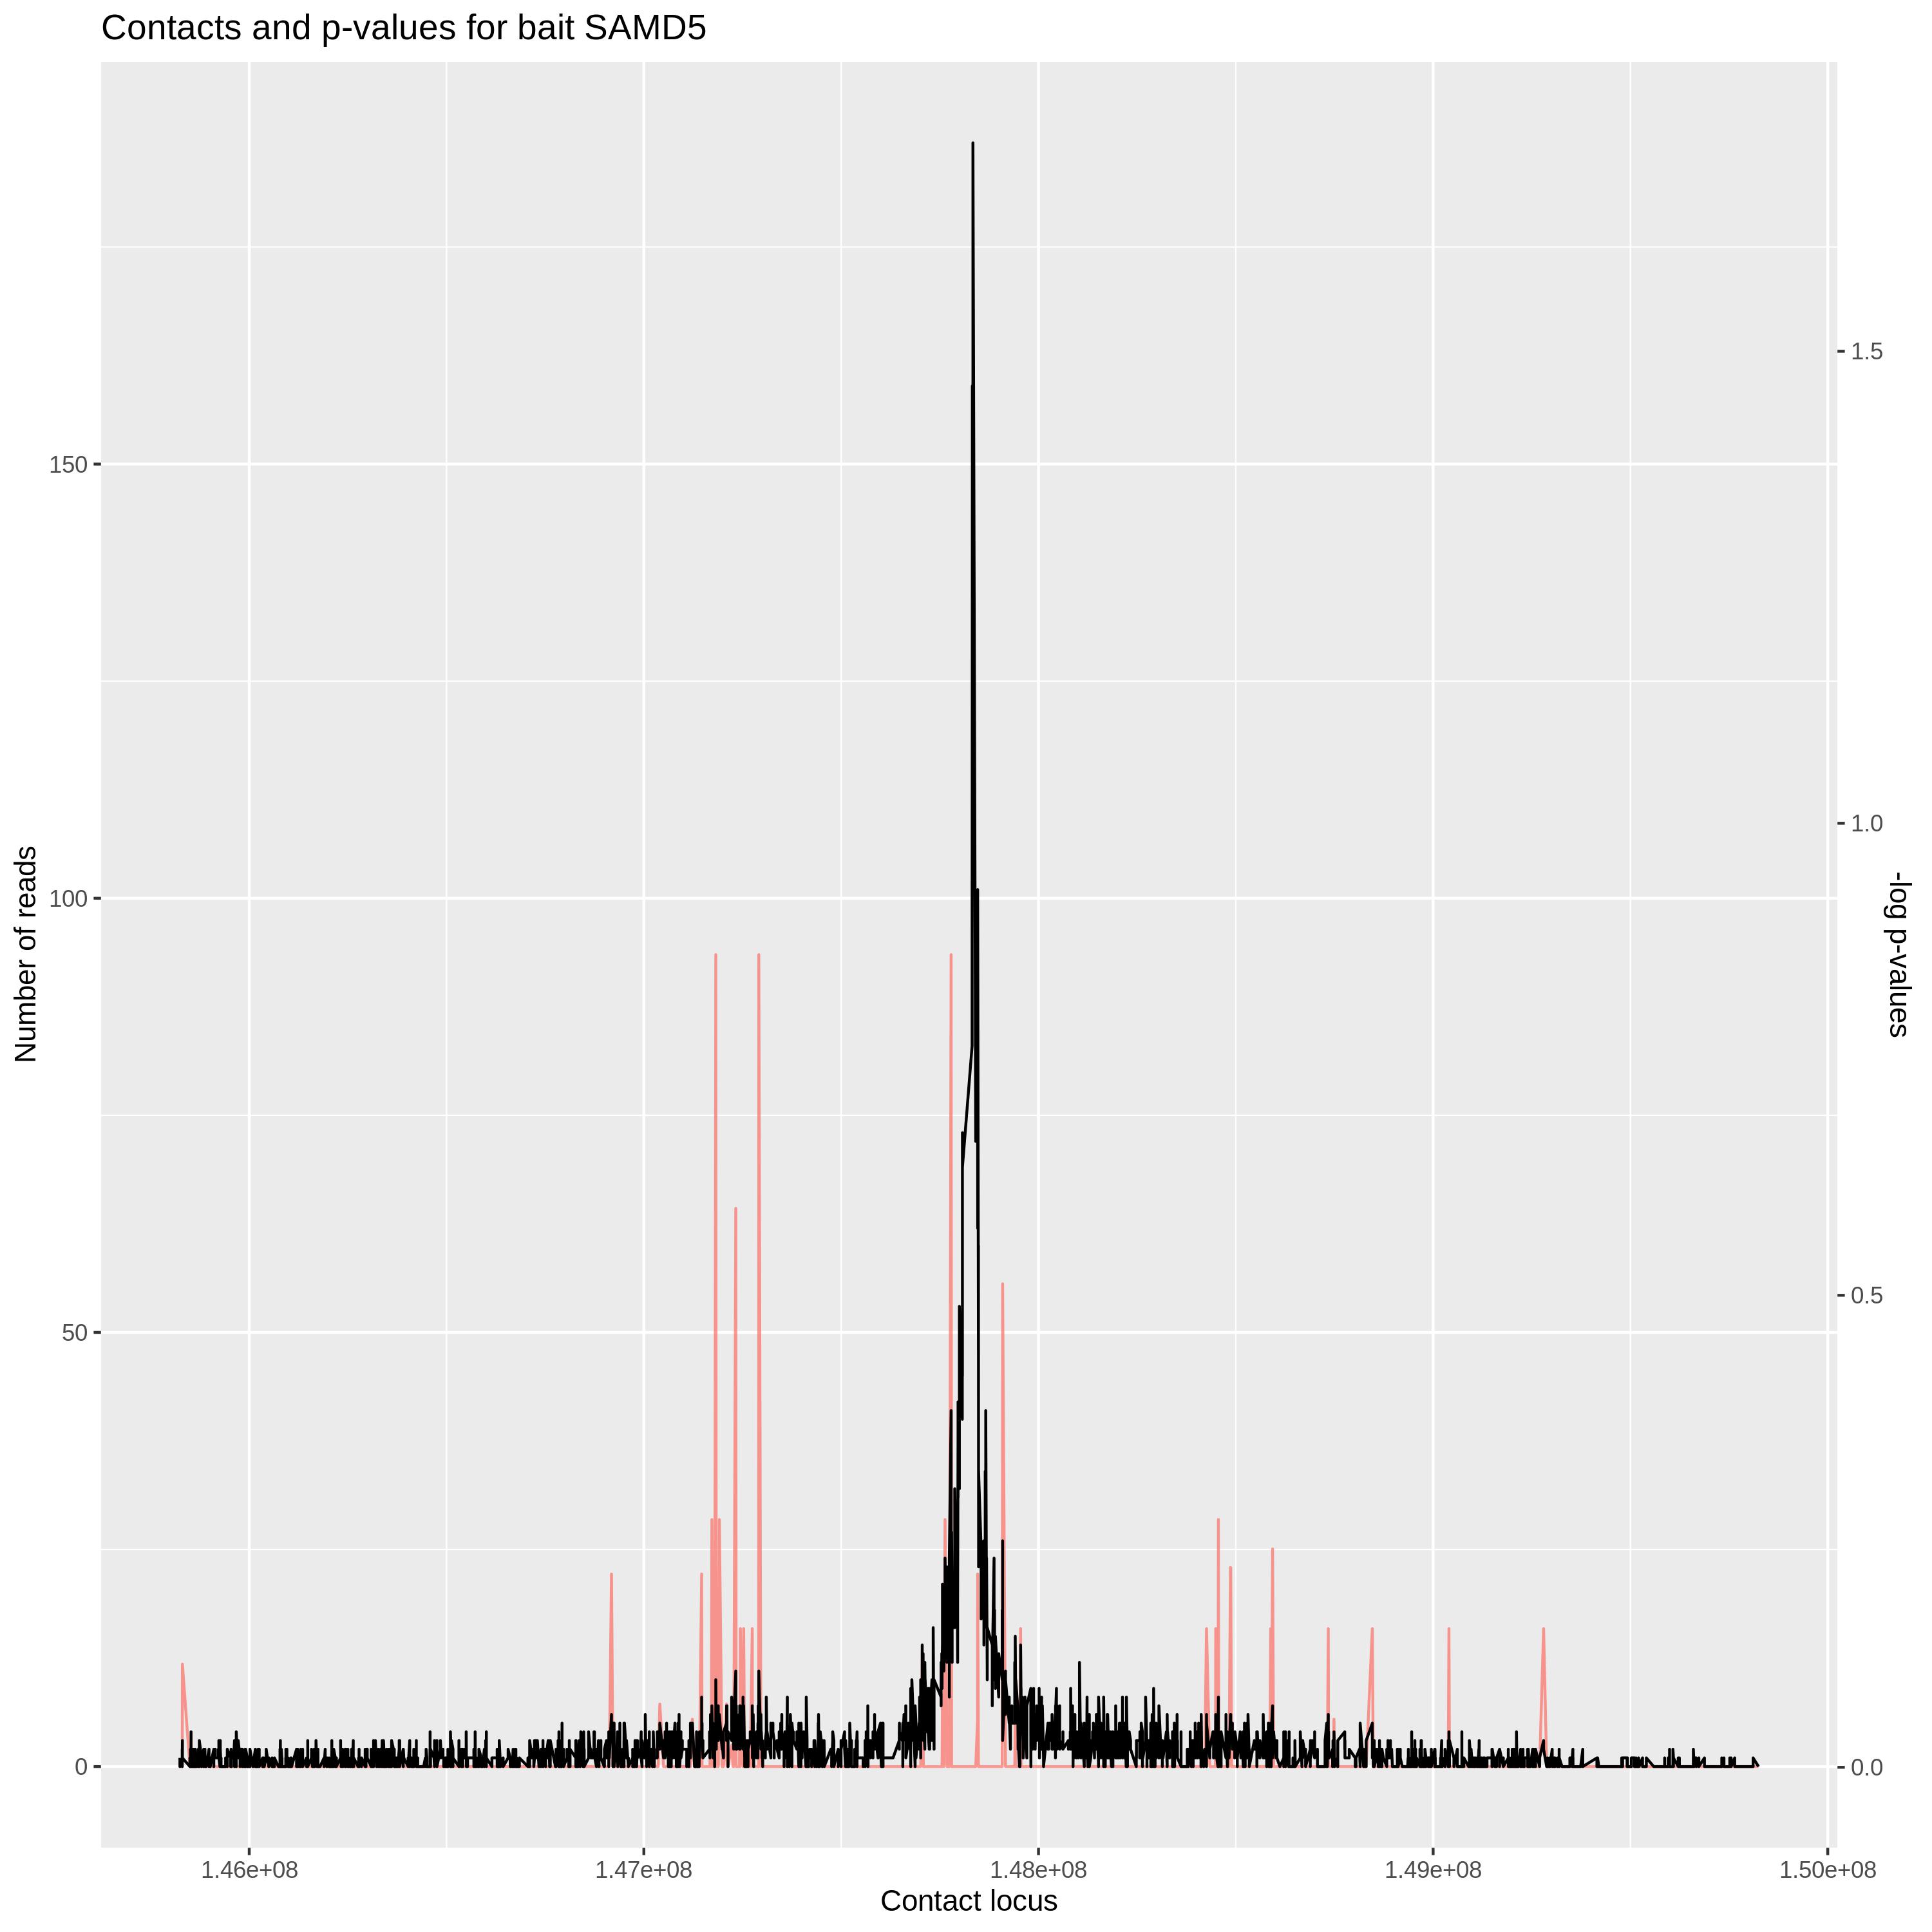 Contacts and p-values for bait SAMD5
Number of reads
150
100
50
0
1.5
1.0
0.5
0.0
-log p-values
1.46e+08
1.47e+08
1.48e+08
1.49e+08
1.50e+08
Contact locus